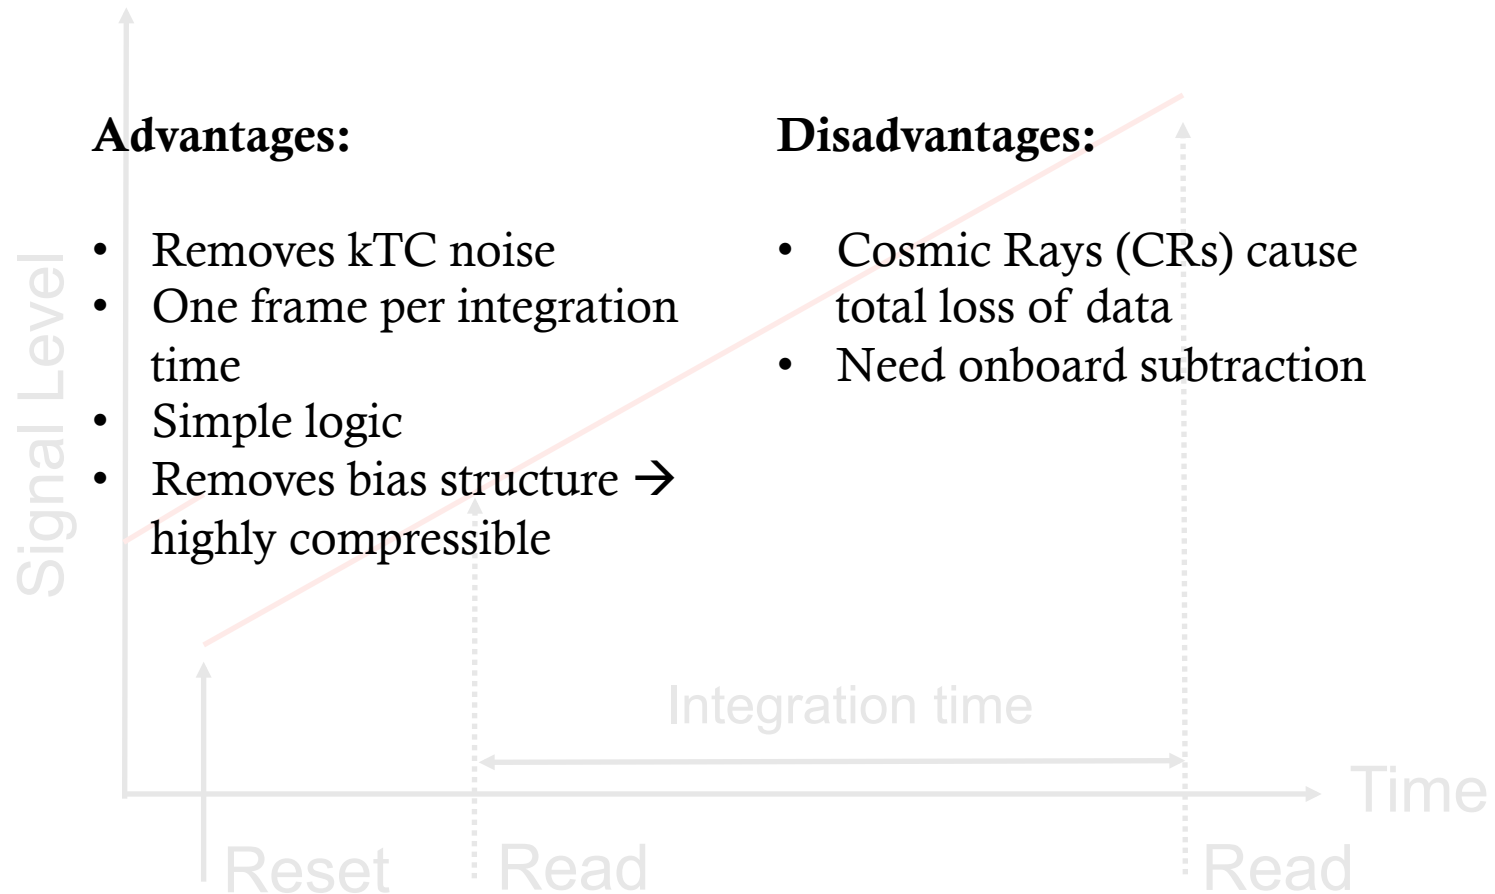 Advantages:
• Removes kTC noise
• One frame per integration
time
• Simple logic
• Removes bias structure →
highly compressible
Disadvantages:
• Cosmic Rays (CRs) cause
total loss of data
• Need onboard subtraction
Signal Level
Integration time
Time
Reset
Read
Read